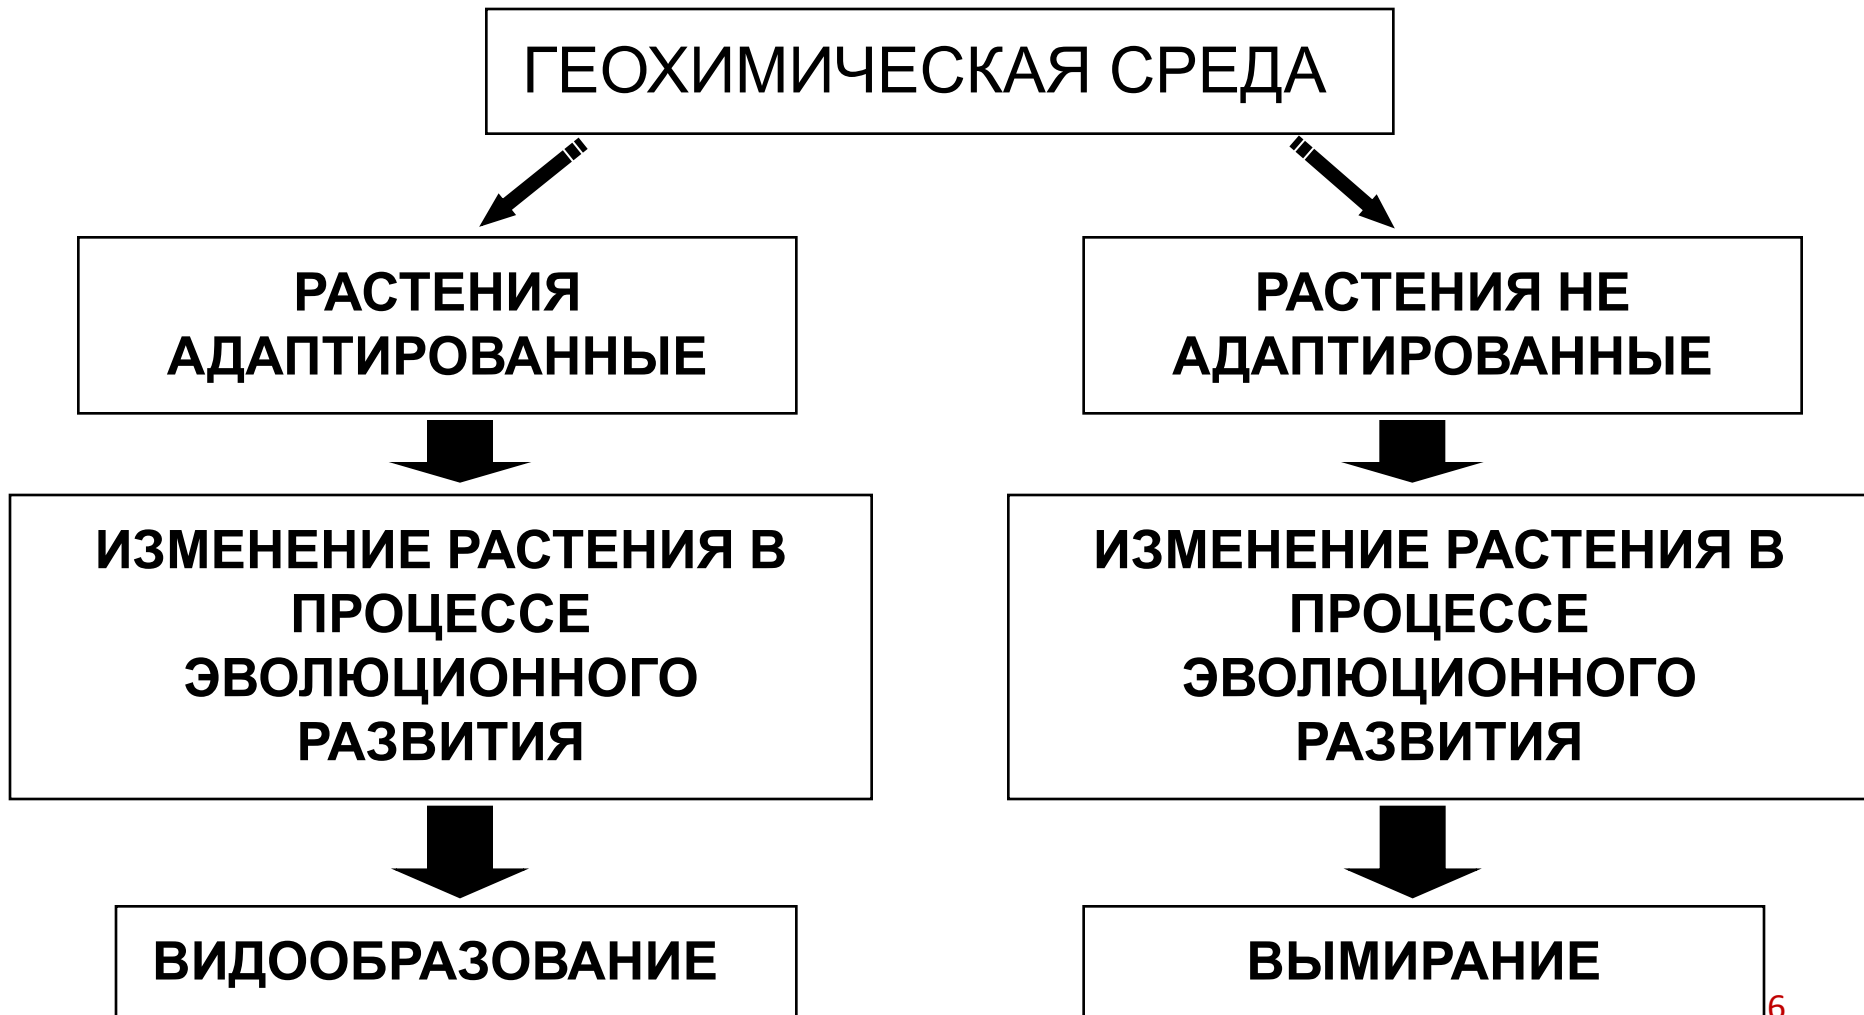 ГЕОХИМИЧЕСКАЯ СРЕДА
РАСТЕНИЯ
АДАПТИРОВАННЫЕ
РАСТЕНИЯ НЕ
АДАПТИРОВАННЫЕ
ИЗМЕНЕНИЕ РАСТЕНИЯ В
ПРОЦЕССЕ
ЭВОЛЮЦИОННОГО
РАЗВИТИЯ
ИЗМЕНЕНИЕ РАСТЕНИЯ В
ПРОЦЕССЕ
ЭВОЛЮЦИОННОГО
РАЗВИТИЯ
ВИДООБРАЗОВАНИЕ
ВЫМИРАНИЕ
6